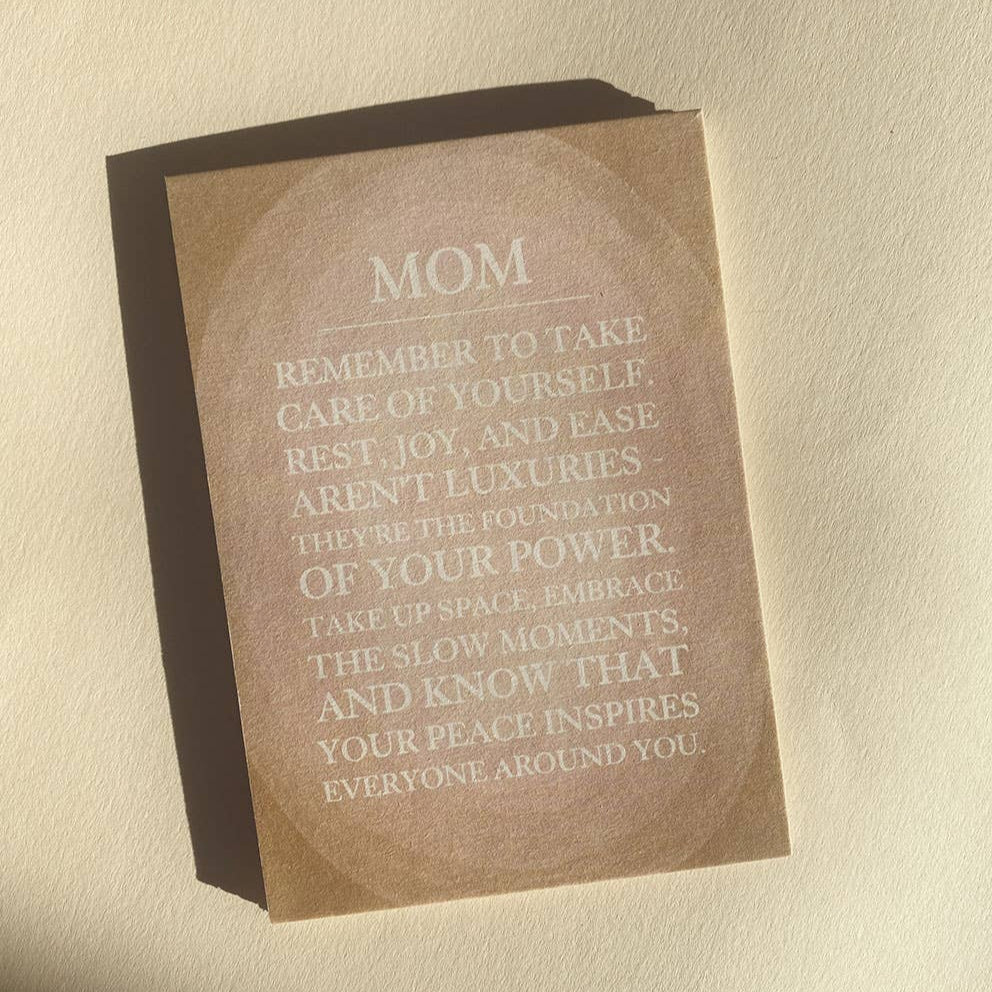 MOM
REMEMBER TO TAKE
CARE OF YOURSELF.
REST, JOY, AND EASE
AREN'T LUXURIES -
THEY'RE THE FOUNDATION
OF YOUR POWER.
TAKE UP SPACE, EMBRACE
THE SLOW MOMENTS,
AND KNOW THAT
YOUR PEACE INSPIRES
EVERYONE AROUND YOU.